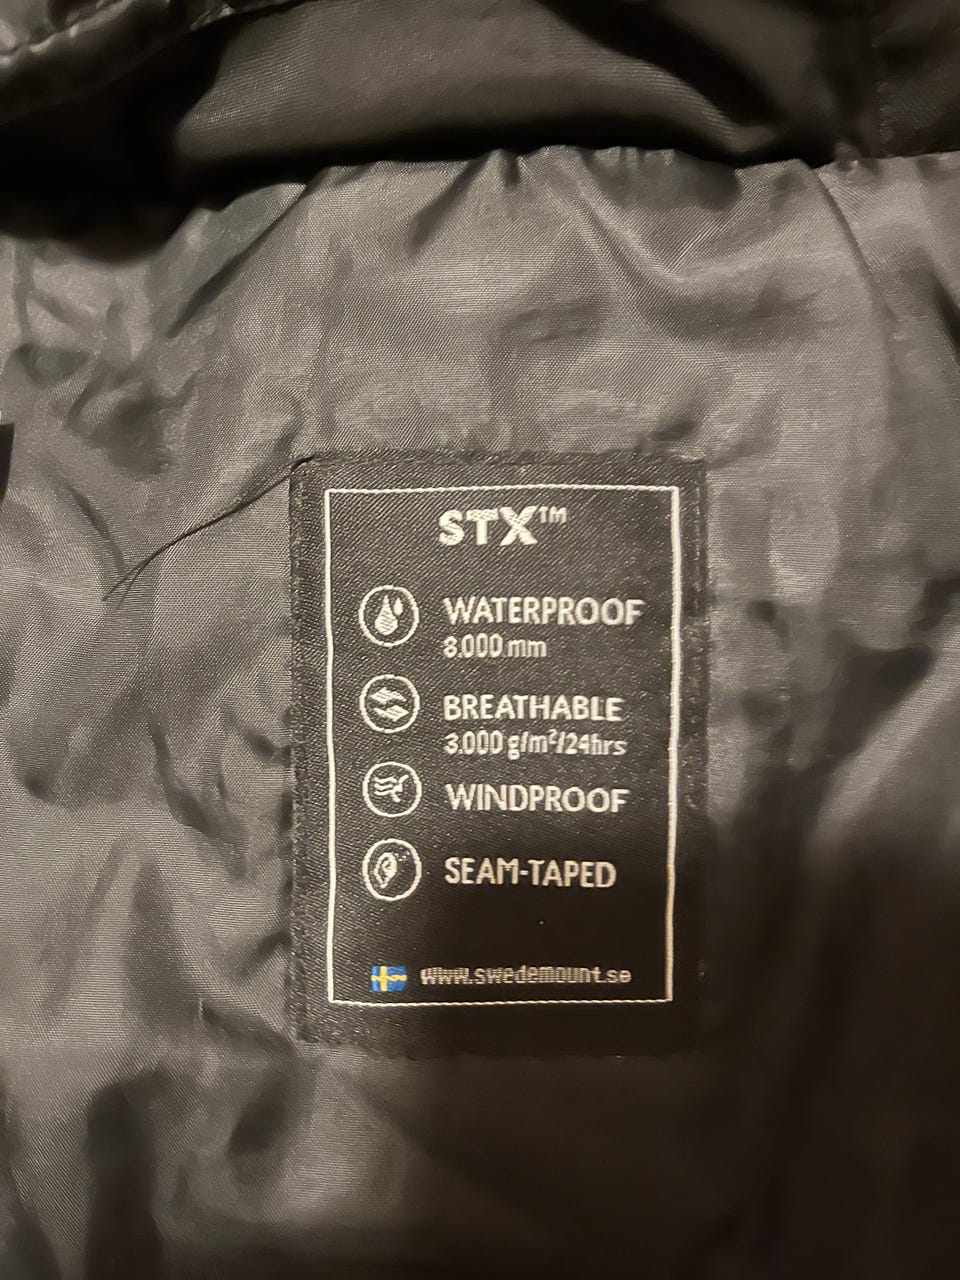 STX™
WATERPROOF
8.000 mm
BREATHABLE
3.000 g/m²/24hrs
WINDPROOF
SEAM-TAPED
www.swedemount.se